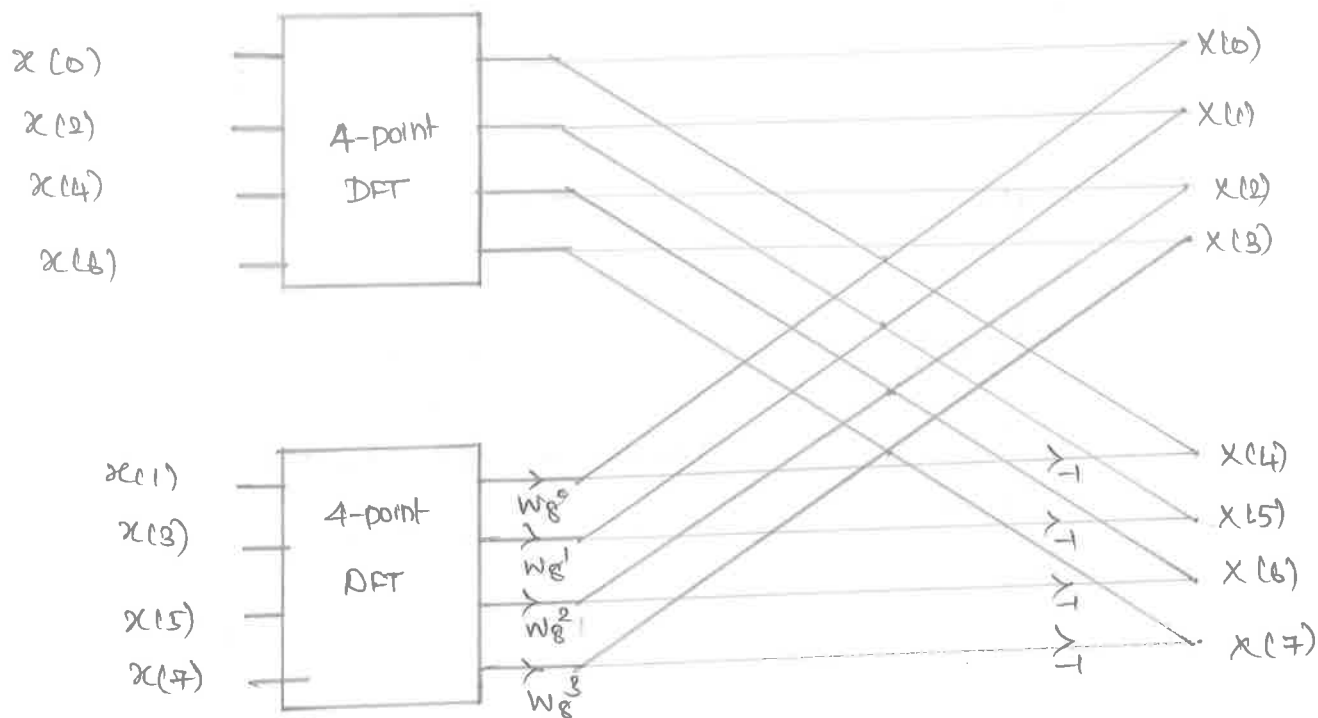 x(0)
x(2)
x(4)
x(6)
4-point
DFT
X(0)
X(1)
X(2)
X(3)
x(1)
x(3)
x(5)
x(7)
4-point
DFT
W8^0
W8^1
W8^2
W8^3
-1
-1
-1
-1
X(4)
X(5)
X(6)
X(7)